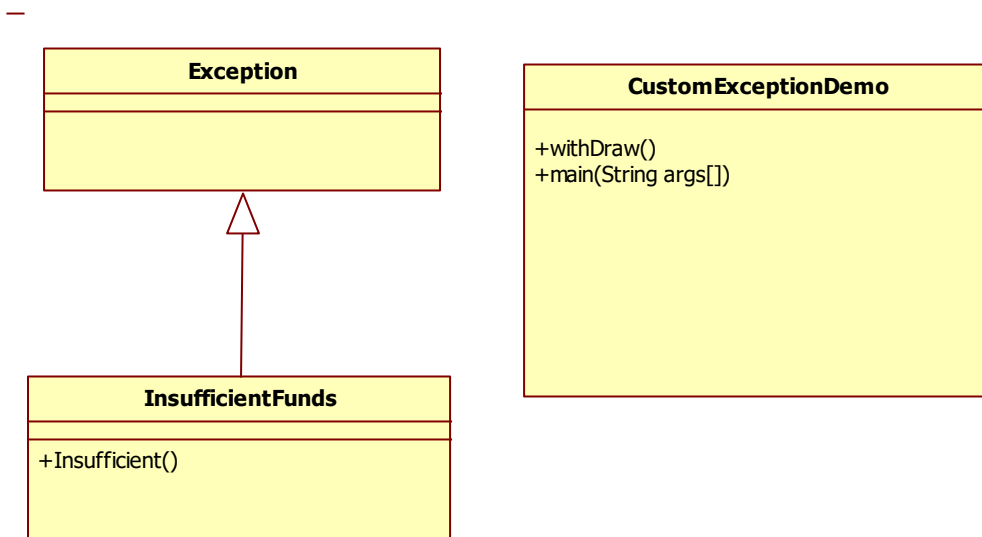 Exception
CustomExceptionDemo
+withDraw()
+main(String args[])
InsufficientFunds
+Insufficient()